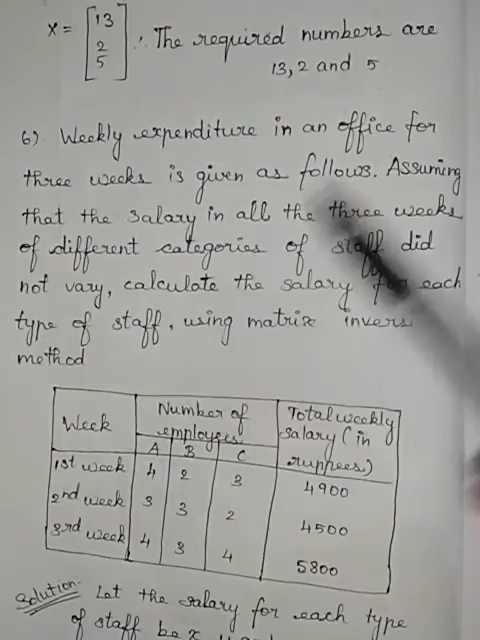 x = [13 2 5] ∴ The required numbers are
13, 2 and 5
6) Weekly expenditure in an office for
three weeks is given as follows. Assuming
that the salary in all the three weeks
of different categories of staff did
not vary, calculate the salary for each
type of staff, using matrix invers
method
Week Number of employees Total weekly salary (in ruppees)
A B C
1st week 4 2 3 4900
2nd week 3 3 2 4500
3rd week 4 3 4 5800
Solution. Let the salary for each type
of staff be x